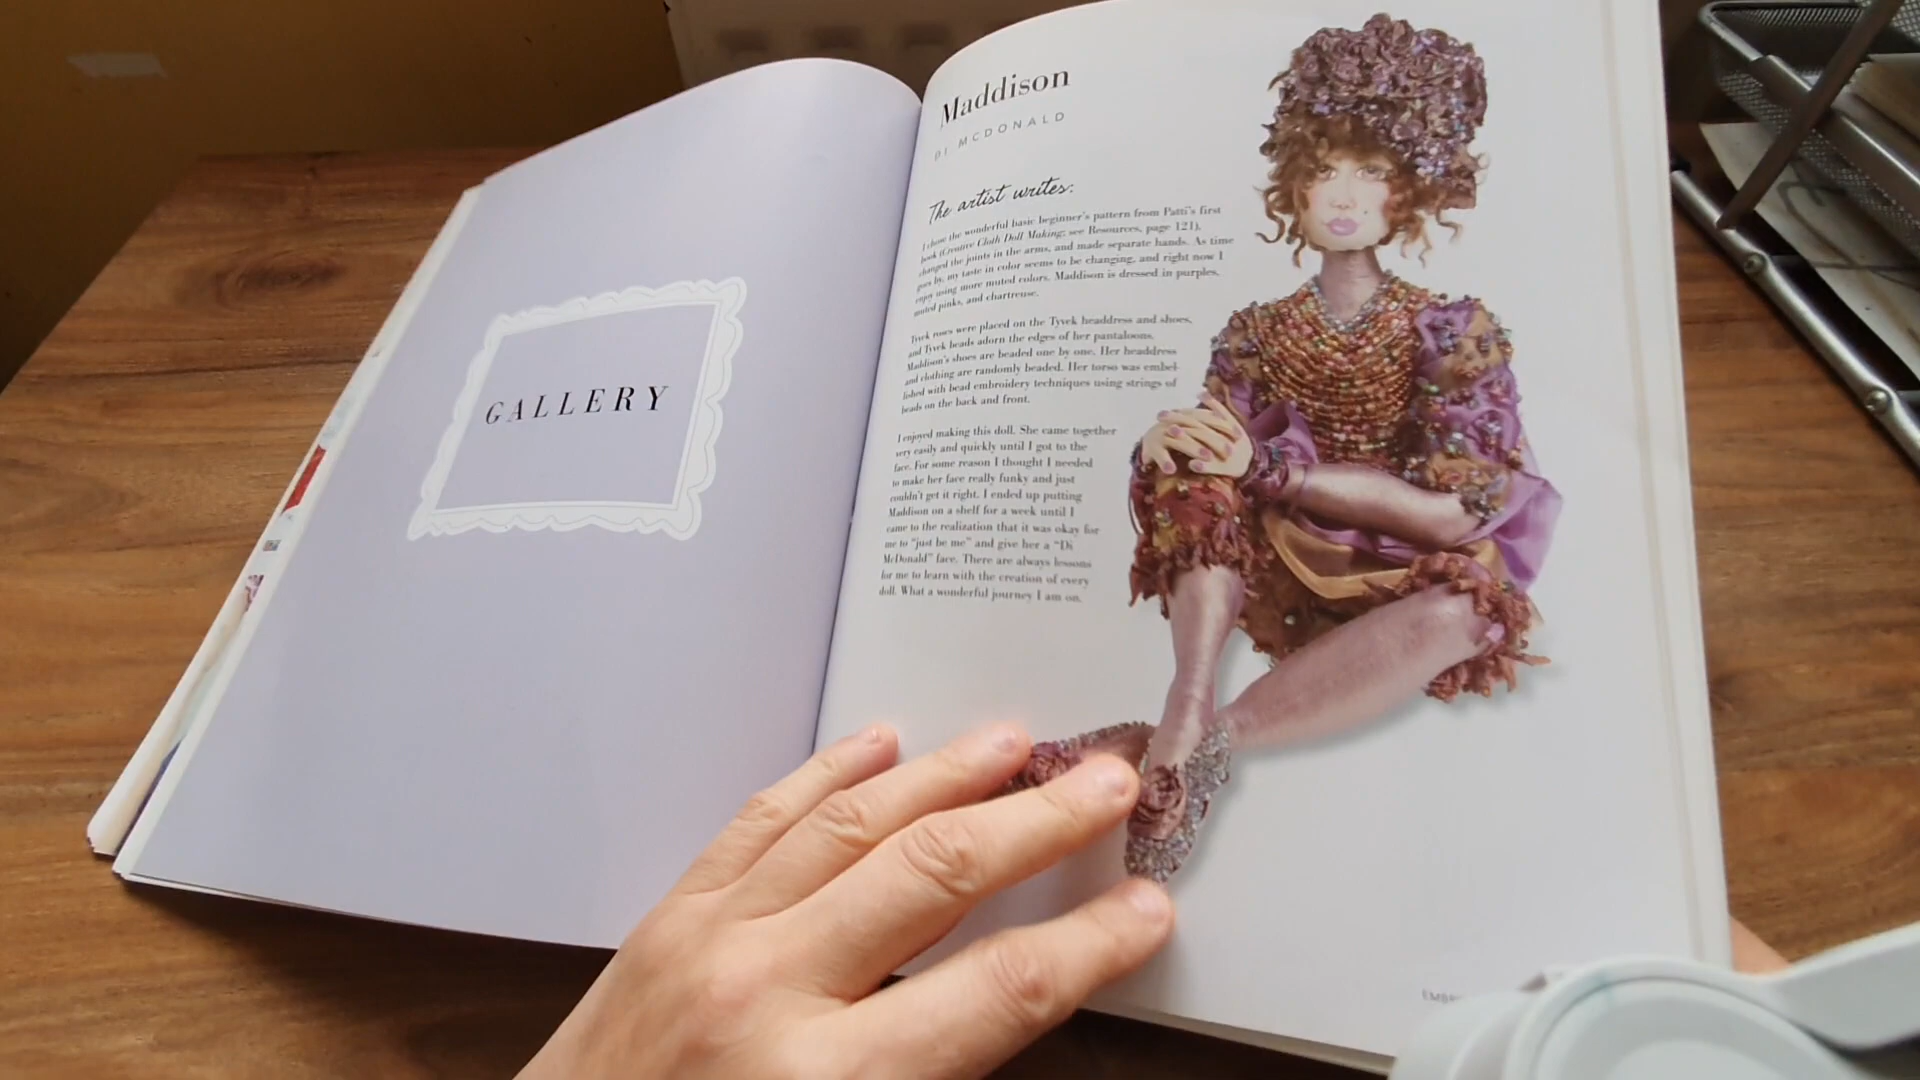 GALLERY
Maddison
DI MCDONALD
The artist writes:
I chose the wonderful basic beginner's pattern from Patti's first
book (Creative Cloth Doll Making; see Resources, page 121),
changed the joints in the arms, and made separate hands. As time
goes by, my taste in color seems to be changing, and right now I
enjoy using more muted colors. Maddison is dressed in purples,
muted pinks, and chartreuse.
Tyvek roses were placed on the Tyvek headdress and shoes,
and Tyvek beads adorn the edges of her pantaloons.
Maddison's shoes are beaded one by one. Her headdress
and clothing are randomly beaded. Her torso was embel-
lished with bead embroidery techniques using strings of
beads on the back and front.
I enjoyed making this doll. She came together
very easily and quickly until I got to the
face. For some reason I thought I needed
to make her face really funky and just
couldn't get it right. I ended up putting
Maddison on a shelf for a week until I
came to the realization that it was okay for
me to "just be me" and give her a "Di
McDonald" face. There are always lessons
for me to learn with the creation of every
doll. What a wonderful journey I am on.